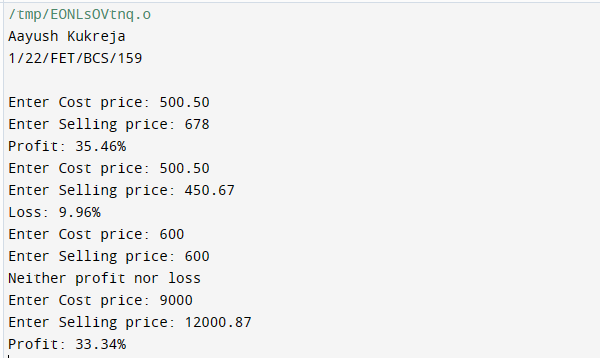 /tmp/EONLsOVtnq.o
Aayush Kukreja
1/22/FET/BCS/159
Enter Cost price: 500.50
Enter Selling price: 678
Profit: 35.46%
Enter Cost price: 500.50
Enter Selling price: 450.67
Loss: 9.96%
Enter Cost price: 600
Enter Selling price: 600
Neither profit nor loss
Enter Cost price: 9000
Enter Selling price: 12000.87
Profit: 33.34%